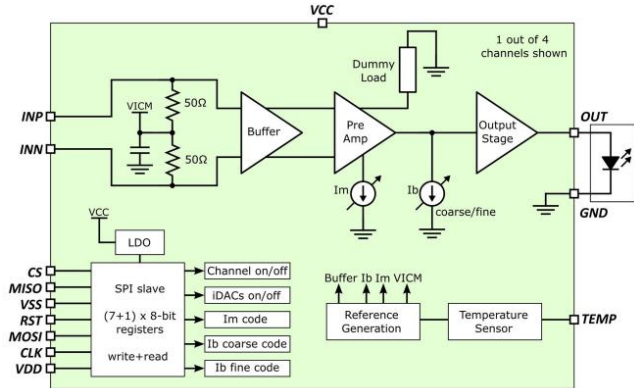 VCC
1 out of 4
channels shown
Dummy
Load
50Ω
VICM
INP
Buffer
Pre
Amp
Output
Stage
OUT
INN
50Ω
Im
Ib
coarse/fine
GND
VCC
LDO
CS
MISO
VSS
RST
MOSI
CLK
VDD
SPI slave
(7+1) x 8-bit
registers
write+read
Channel on/off
iDACs on/off
Im code
Ib coarse code
Ib fine code
Buffer Ib Im VICM
Reference
Generation
Temperature
Sensor
TEMP